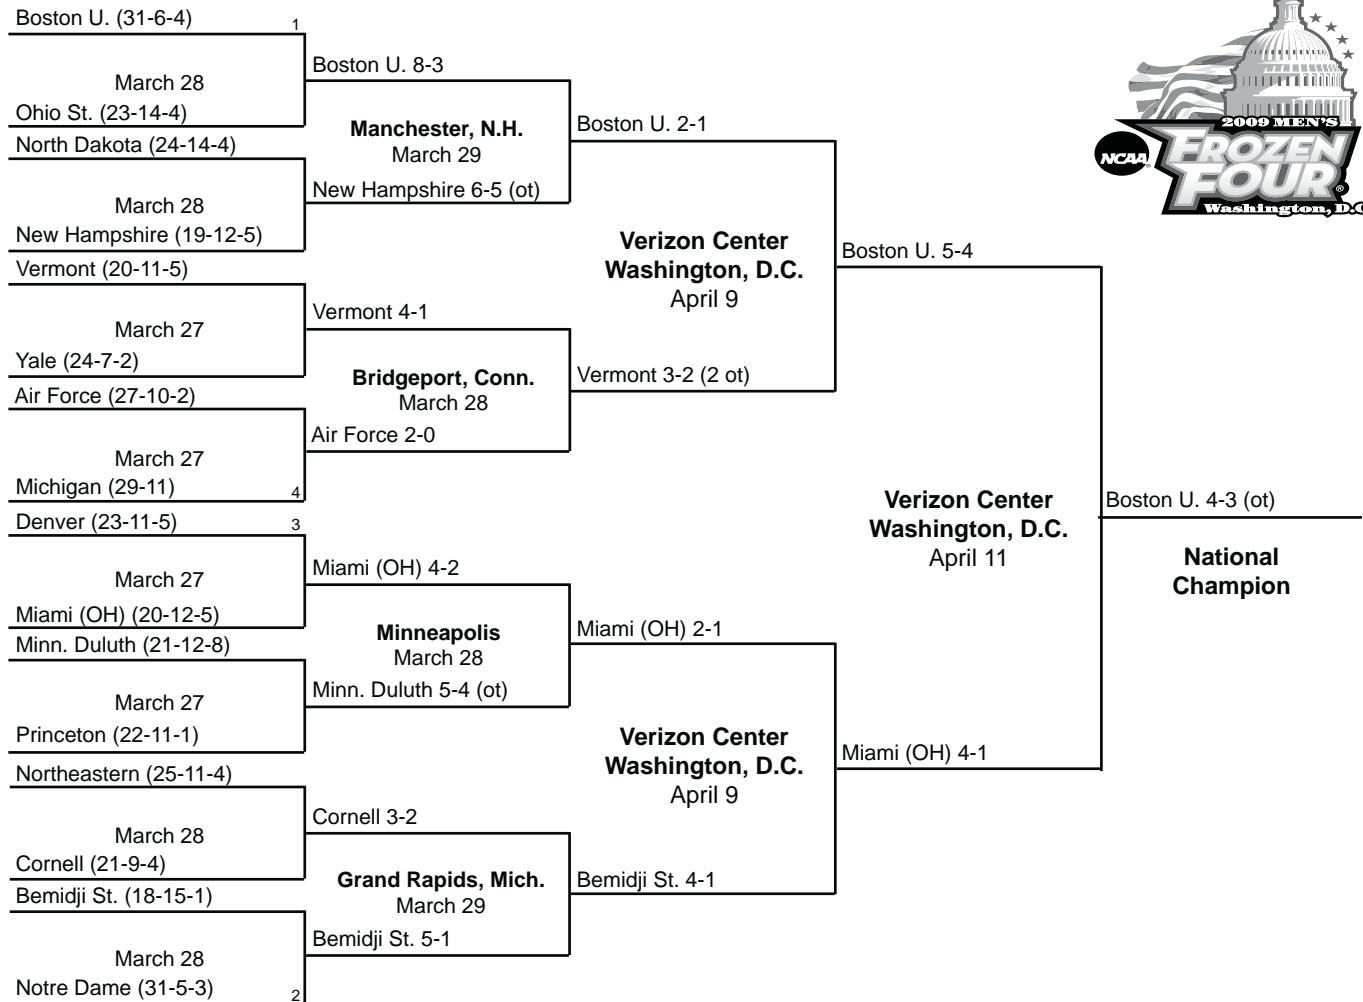 Boston U. (31-6-4)
1
March 28
Ohio St. (23-14-4)
North Dakota (24-14-4)
March 28
New Hampshire (19-12-5)
Vermont (20-11-5)
March 27
Yale (24-7-2)
Air Force (27-10-2)
March 27
Michigan (29-11)
4
Denver (23-11-5)
3
March 27
Miami (OH) (20-12-5)
Minn. Duluth (21-12-8)
March 27
Princeton (22-11-1)
Northeastern (25-11-4)
March 28
Cornell (21-9-4)
Bemidji St. (18-15-1)
March 28
Notre Dame (31-5-3)
2
Boston U. 8-3
Manchester, N.H.
March 29
New Hampshire 6-5 (ot)
Vermont 4-1
Bridgeport, Conn.
March 28
Air Force 2-0
Miami (OH) 4-2
Minneapolis
March 28
Minn. Duluth 5-4 (ot)
Cornell 3-2
Grand Rapids, Mich.
March 29
Bemidji St. 5-1
Boston U. 2-1
Verizon Center
Washington, D.C.
April 9
Vermont 3-2 (2 ot)
Miami (OH) 2-1
Verizon Center
Washington, D.C.
April 9
Bemidji St. 4-1
Boston U. 5-4
Verizon Center
Washington, D.C.
April 11
Miami (OH) 4-1
Boston U. 4-3 (ot)
National
Champion
2009 MEN'S
NCAA
FROZEN
FOUR®
Washington, D.C